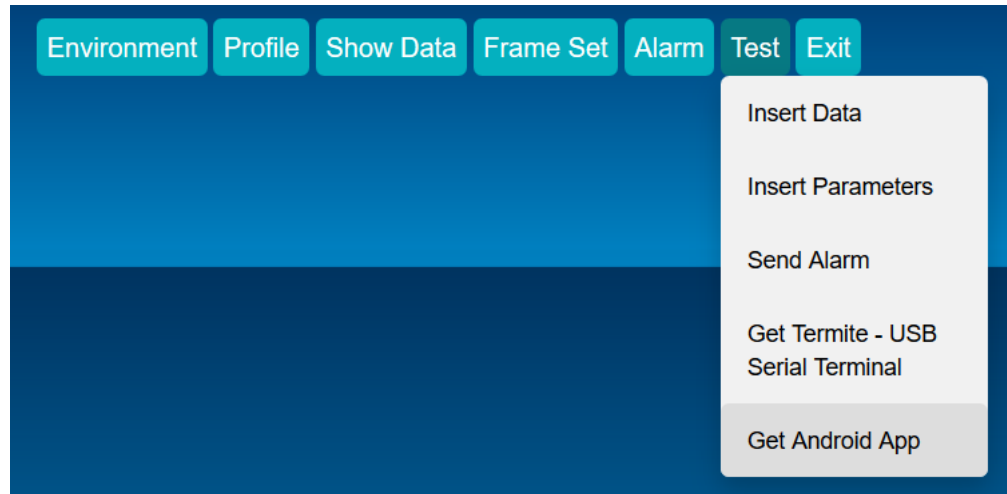 Environment Profile Show Data Frame Set Alarm Test Exit
Insert Data
Insert Parameters
Send Alarm
Get Termite - USB
Serial Terminal
Get Android App